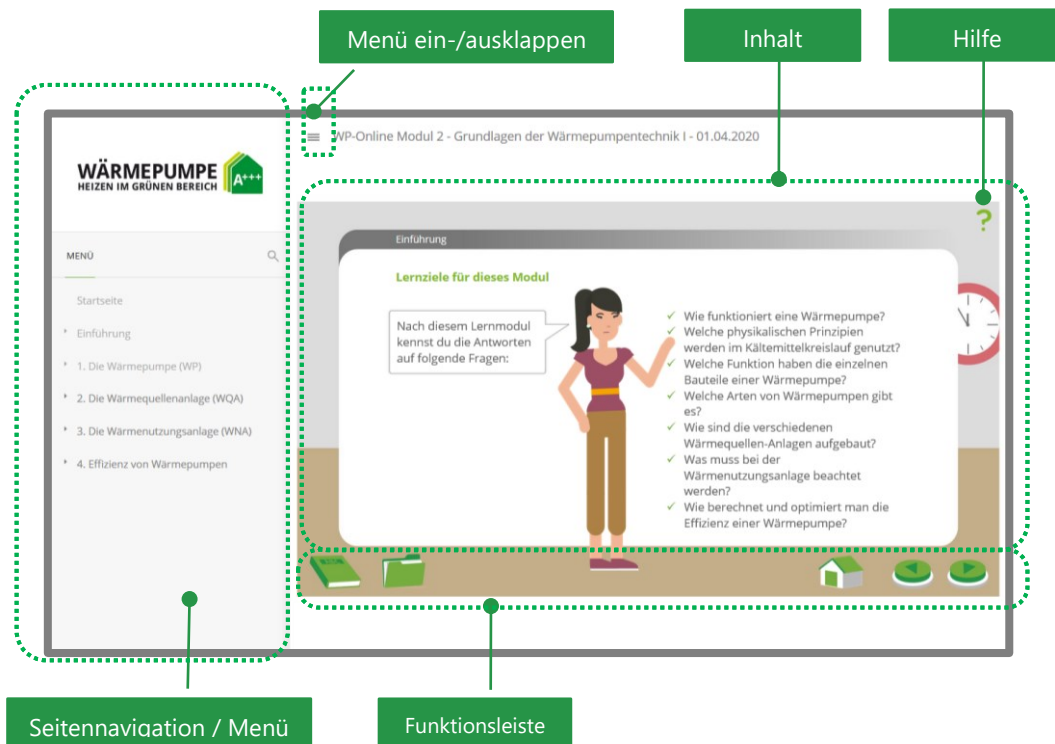 Menü ein-/ausklappen
Inhalt
Hilfe
WP-Online Modul 2 - Grundlagen der Wärmepumpentechnik I - 01.04.2020
WÄRMEPUMPE
HEIZEN IM GRÜNEN BEREICH
A+++
?
MENÜ
Startseite
Einführung
1. Die Wärmepumpe (WP)
2. Die Wärmequellenanlage (WQA)
3. Die Wärmenutzungsanlage (WNA)
4. Effizienz von Wärmepumpen
Einführung
Lernziele für dieses Modul
Nach diesem Lernmodul
kennst du die Antworten
auf folgende Fragen:
Wie funktioniert eine Wärmepumpe?
Welche physikalischen Prinzipien
werden im Kältemittelkreislauf genutzt?
Welche Funktion haben die einzelnen
Bauteile einer Wärmepumpe?
Welche Arten von Wärmepumpen gibt
es?
Wie sind die verschiedenen
Wärmequellen-Anlagen aufgebaut?
Was muss bei der
Wärmenutzungsanlage beachtet
werden?
Wie berechnet und optimiert man die
Effizienz einer Wärmepumpe?
Seitennavigation / Menü
Funktionsleiste